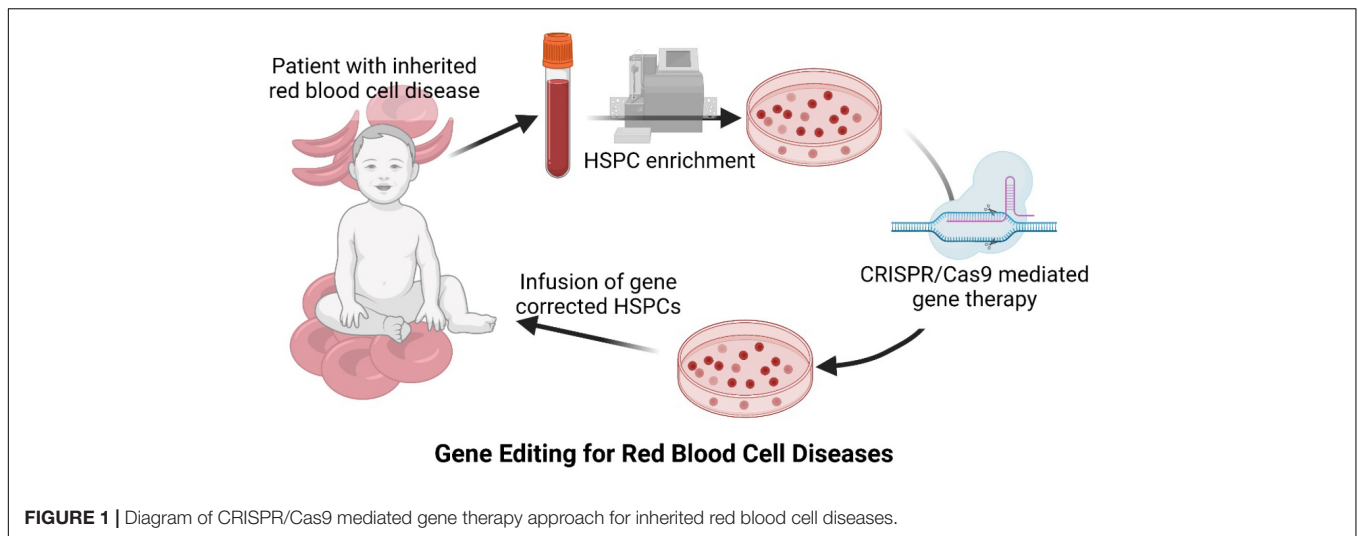 Patient with inherited
red blood cell disease
HSPC enrichment
CRISPR/Cas9 mediated
gene therapy
Infusion of gene
corrected HSPCs
Gene Editing for Red Blood Cell Diseases
FIGURE 1 | Diagram of CRISPR/Cas9 mediated gene therapy approach for inherited red blood cell diseases.